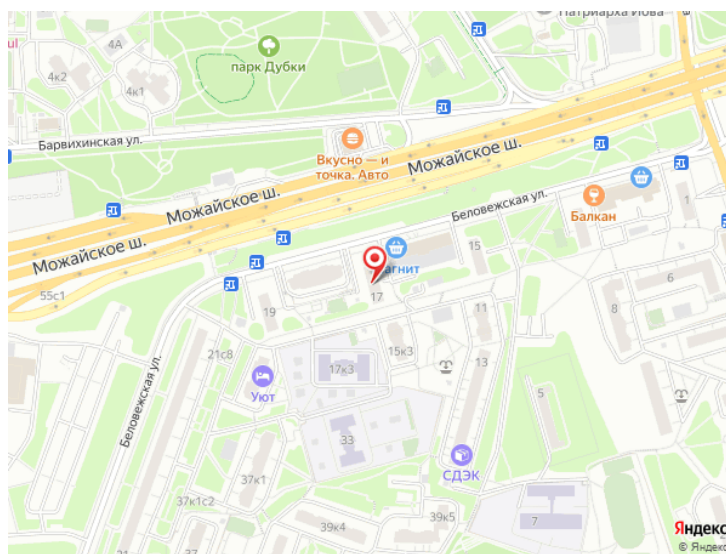 Патриарха Иова
ul
4А
4к2
4к1
парк Дубки
Барвихинская ул.
Вкусно — и
точка. Авто
Можайское ш.
Можайское ш.
Можайское ш.
Беловежская ул.
Балкан
1
15
55с1
17
19
11
6
8
21с8
15к3
13
17к3
Уют
5
Беловежская ул.
33
37к1
СДЭК
37к1с2
39к4
39к5
7
Яндекс
© Яндекс